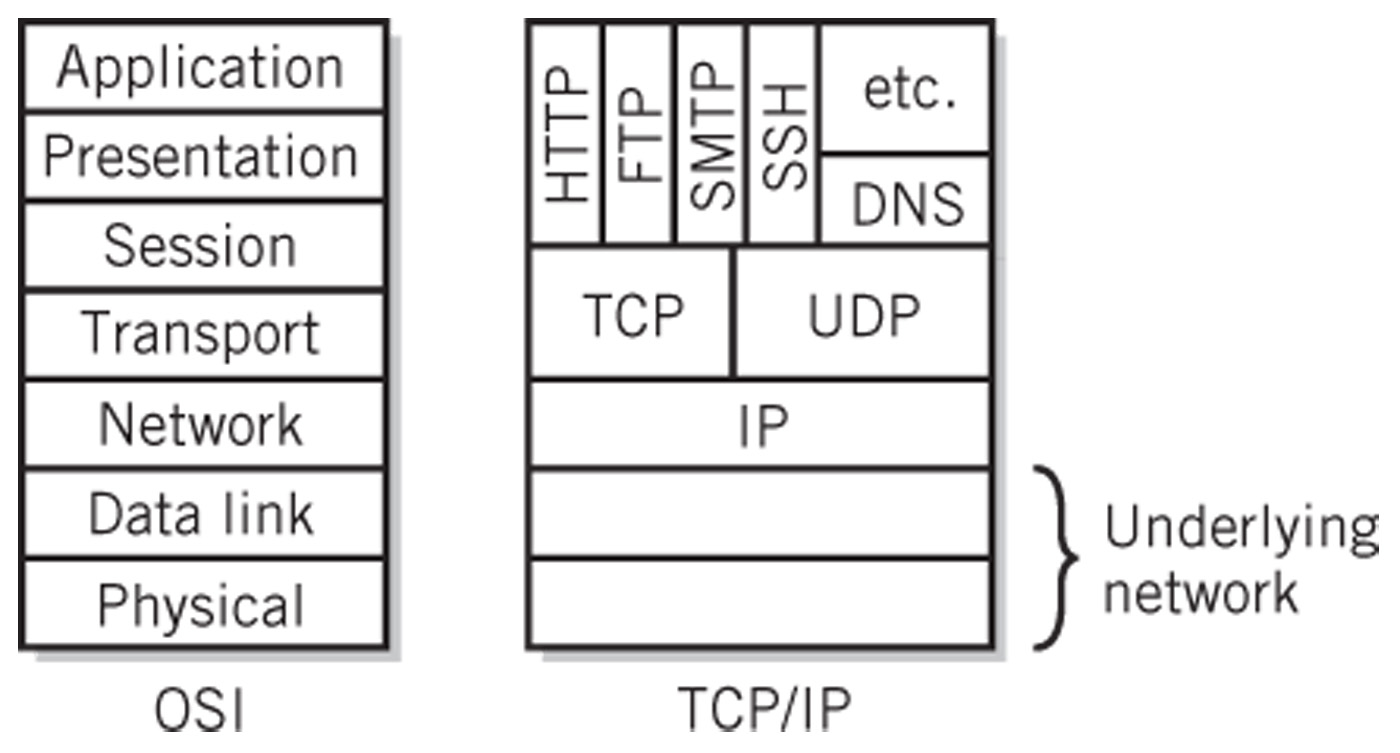 Application
Presentation
Session
Transport
Network
Data link
Physical
OSI
HTTP
FTP
SMTP
SSH
etc.
DNS
TCP
UDP
IP
Underlying
network
TCP/IP